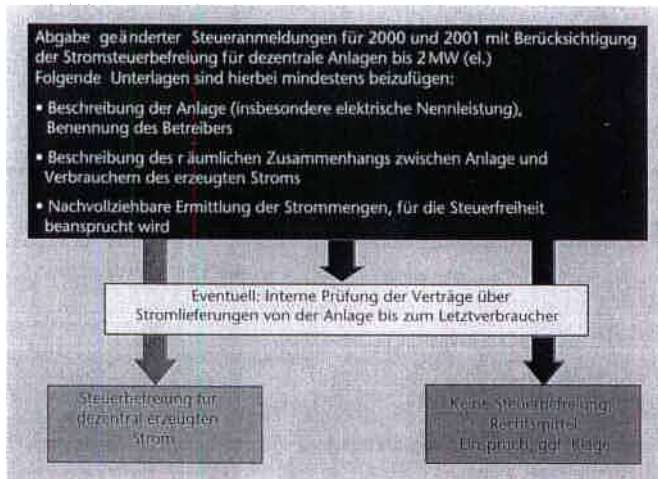 Abgabe geänderter Steueranmeldungen für 2000 und 2001 mit Berücksichtigung
der Stromsteuerbefreiung für dezentrale Anlagen bis 2 MW (el.)
Folgende Unterlagen sind hierbei mindestens beizufügen:
• Beschreibung der Anlage (insbesondere elektrische Nennleistung),
Benennung des Betreibers
• Beschreibung des räumlichen Zusammenhangs zwischen Anlage und
Verbrauchern des erzeugten Stroms
• Nachvollziehbare Ermittlung der Strommengen, für die Steuerfreiheit
beansprucht wird
Eventuell: Interne Prüfung der Verträge über
Stromlieferungen von der Anlage bis zum Letztverbraucher
Steuerbefreiung für
dezentral erzeugten
Strom
Keine Steuerbefreiung:
Rechtsmittel
Einspruch, ggf. Klage